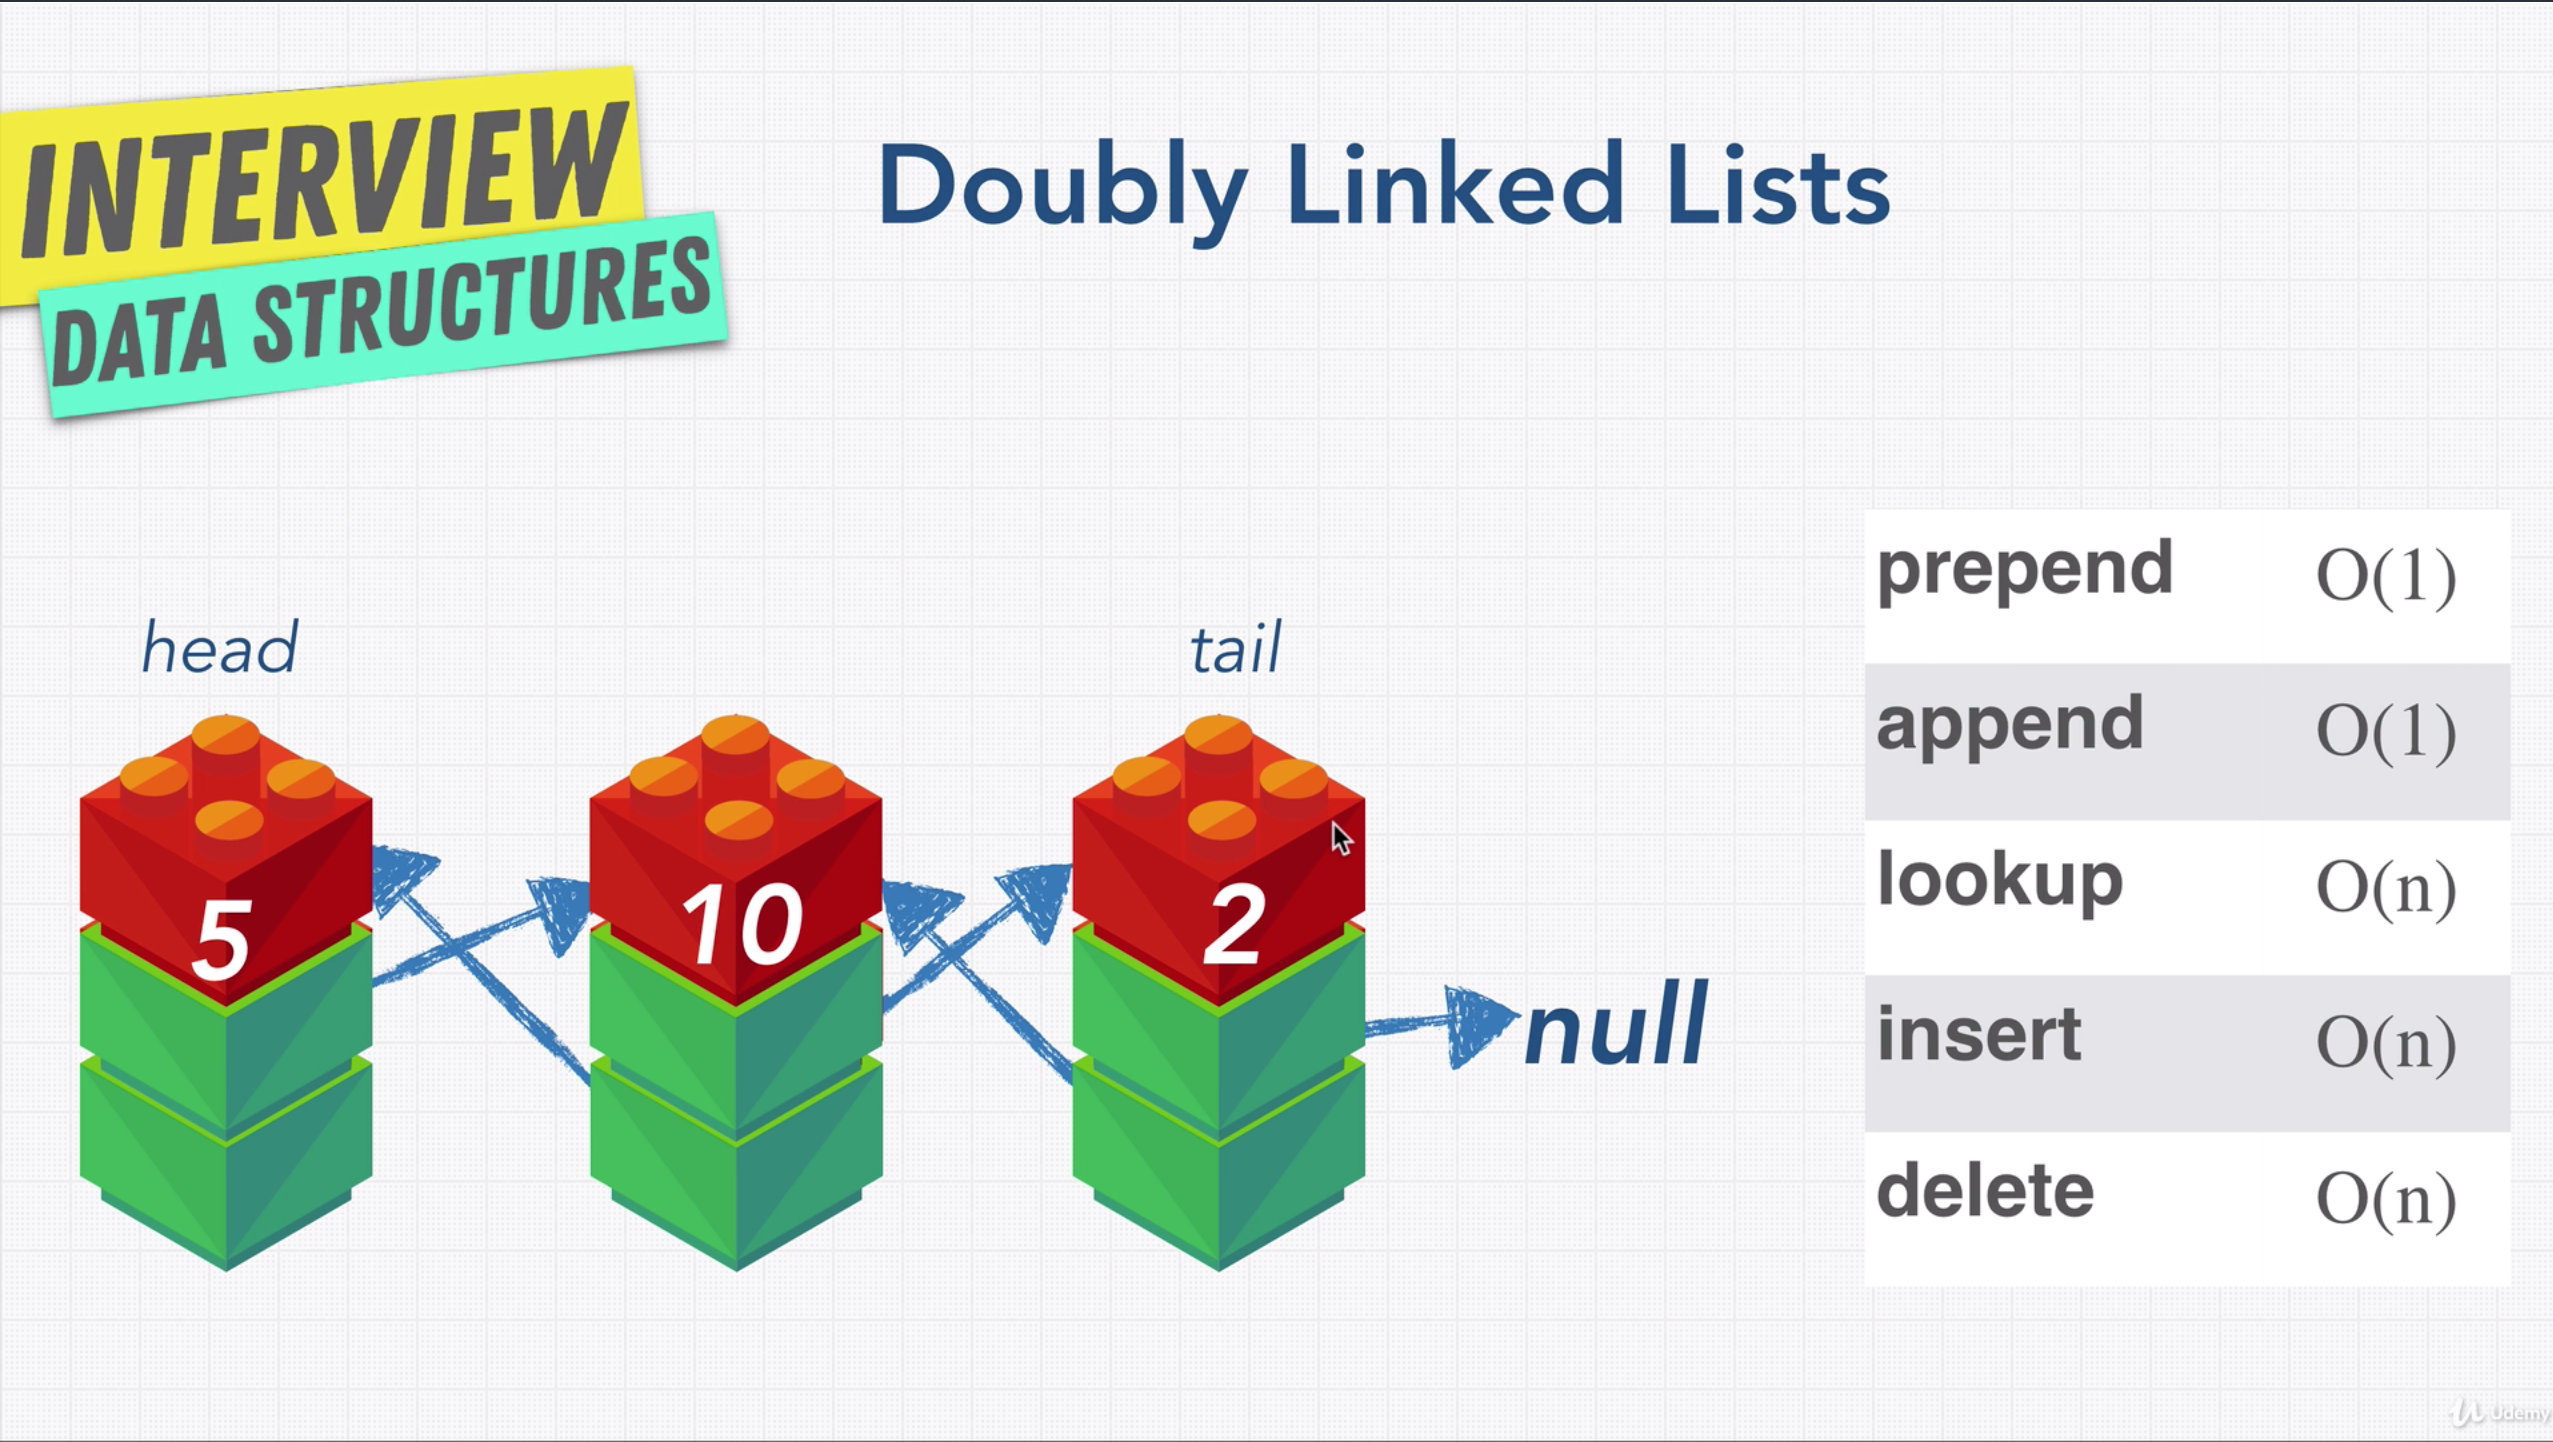 INTERVIEW
DATA STRUCTURES
Doubly Linked Lists
head
tail
5
10
2
null
prepend O(1)
append O(1)
lookup O(n)
insert O(n)
delete O(n)
Udemy